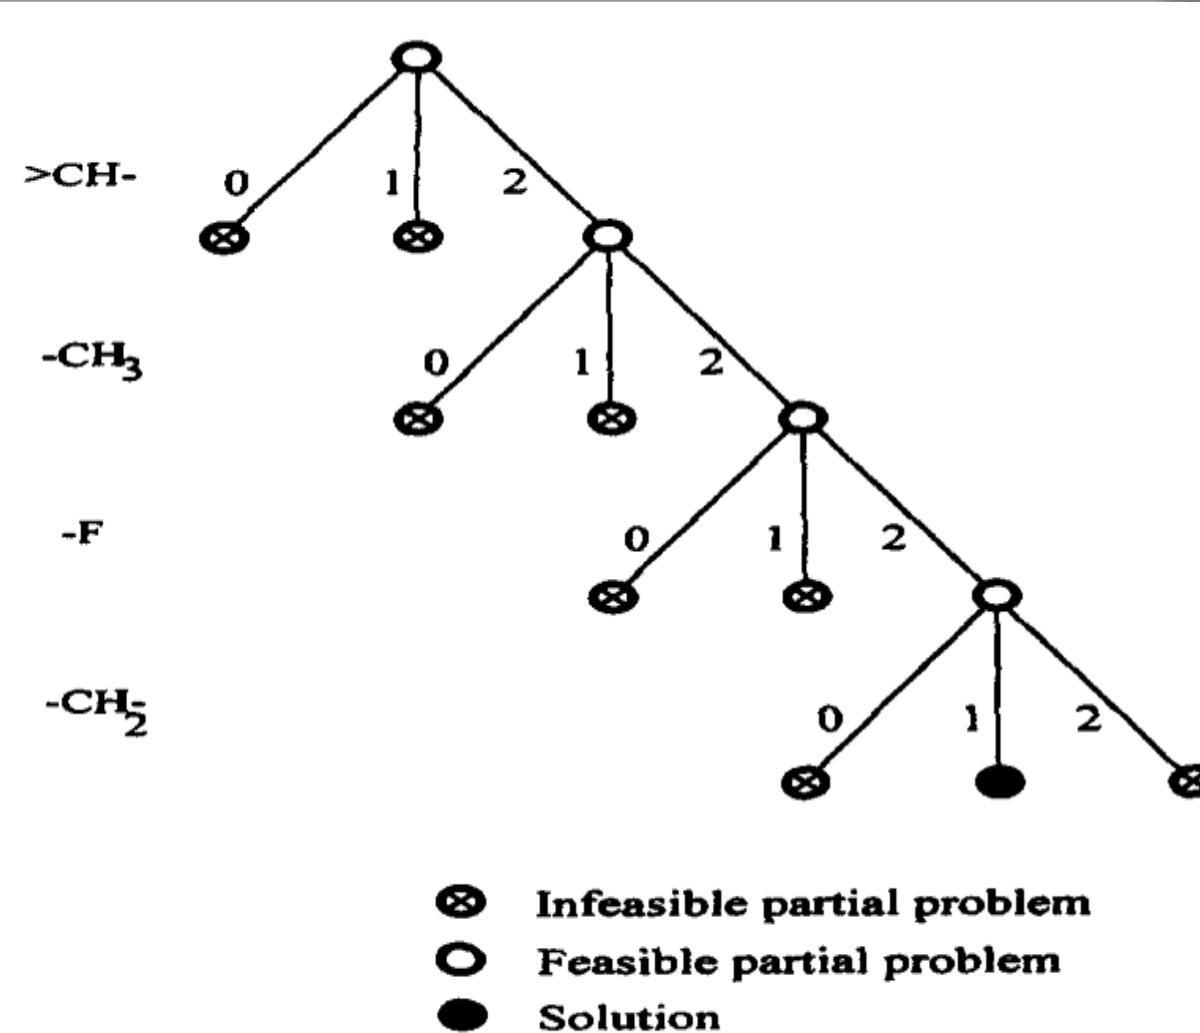 >CH- 0 1 2
-CH3 0 1 2
-F 0 1 2
-CH2- 0 1 2
Infeasible partial problem
Feasible partial problem
Solution